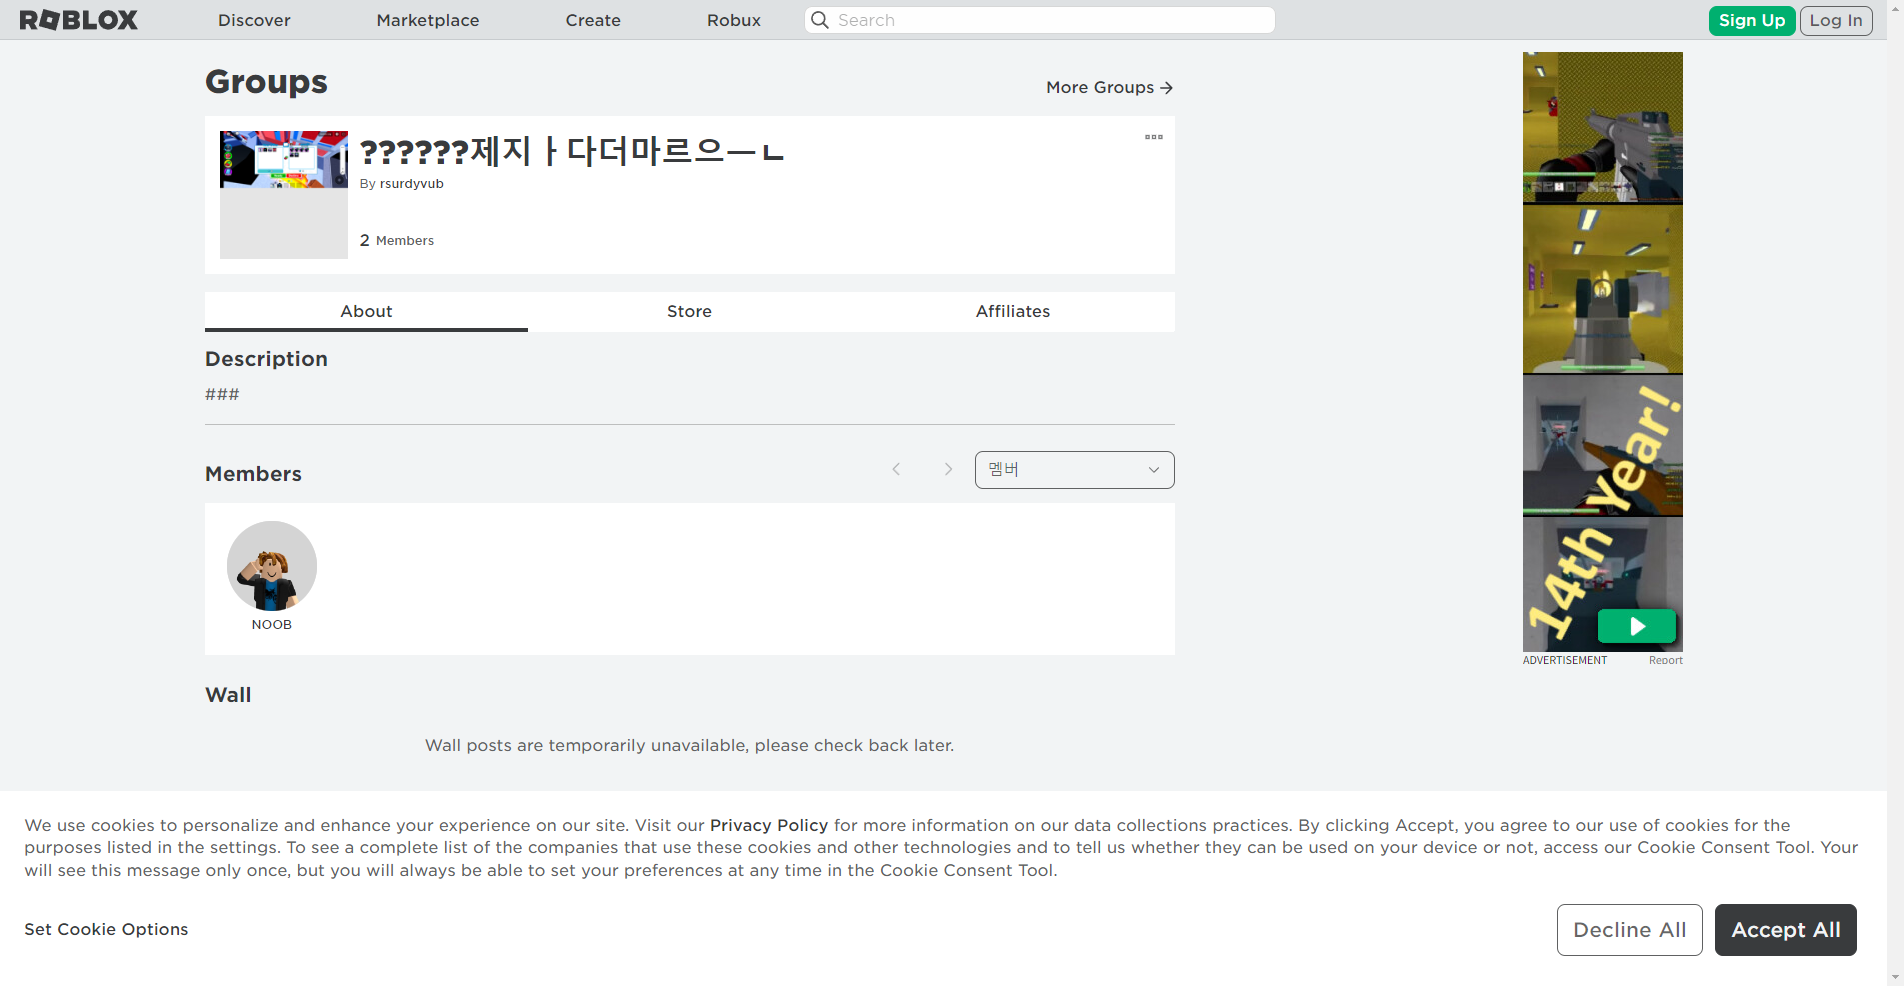 ROBLOX
Discover
Marketplace
Create
Robux
Search
Sign Up
Log In
Groups
More Groups
??????제지ㅏ다더마르으ㅡㄴ
By rsurdyvub
2 Members
About
Store
Affiliates
Description
###
Members
멤버
NOOB
Wall
Wall posts are temporarily unavailable, please check back later.
14th Year!
ADVERTISEMENT
Report
We use cookies to personalize and enhance your experience on our site. Visit our Privacy Policy for more information on our data collections practices. By clicking Accept, you agree to our use of cookies for the
purposes listed in the settings. To see a complete list of the companies that use these cookies and other technologies and to tell us whether they can be used on your device or not, access our Cookie Consent Tool. Your
will see this message only once, but you will always be able to set your preferences at any time in the Cookie Consent Tool.
Set Cookie Options
Decline All
Accept All